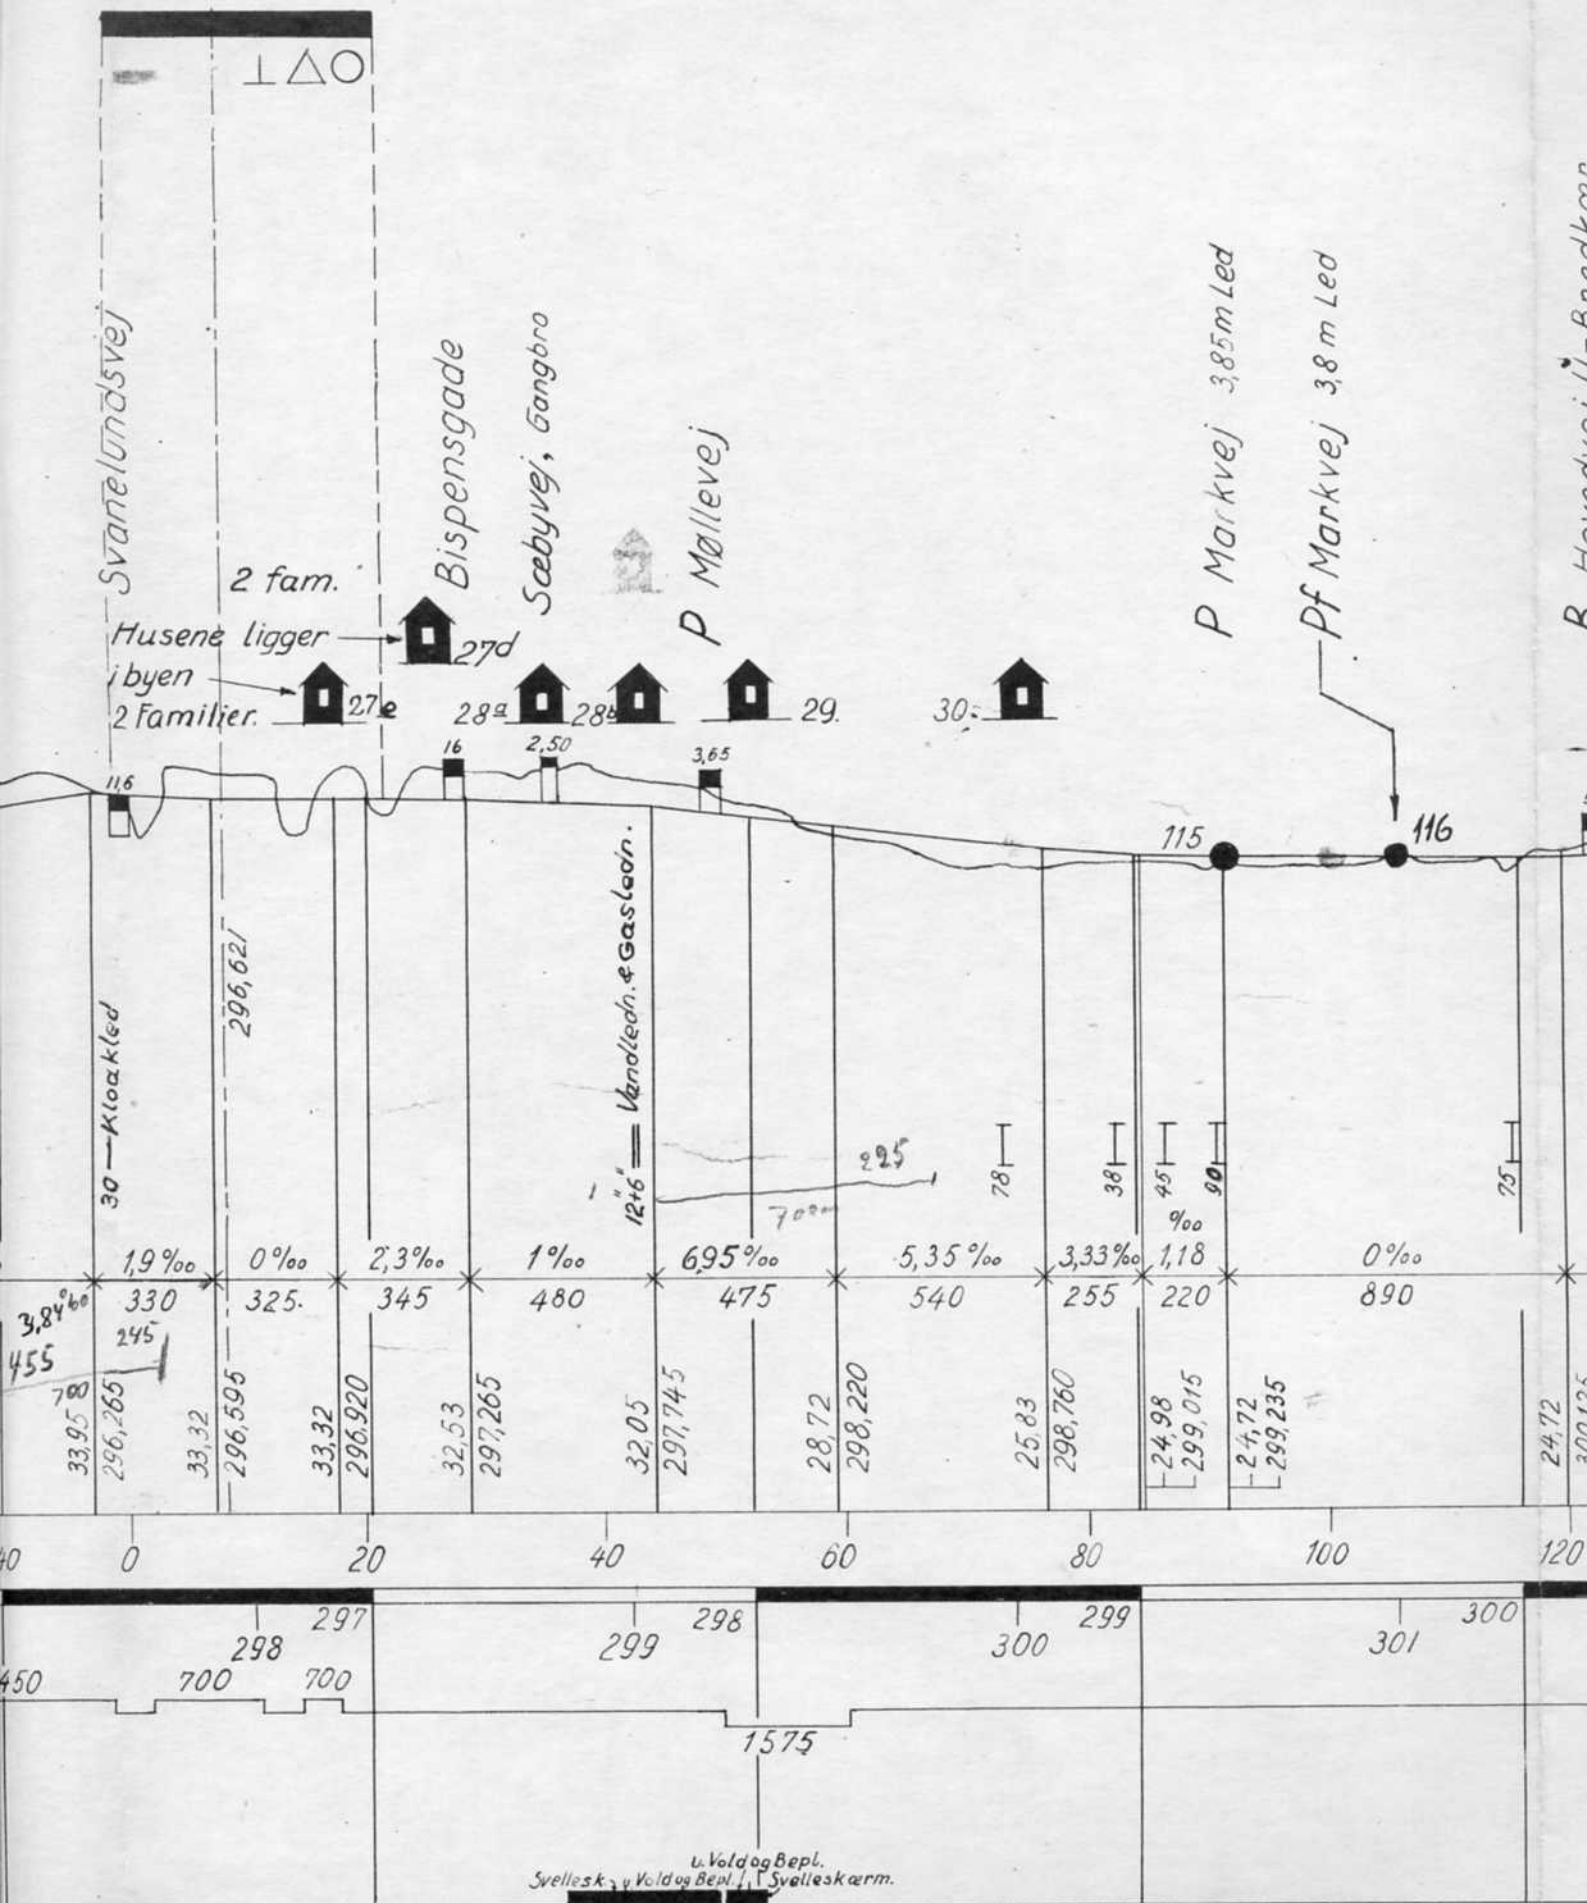 Svanelundsvej
Bispensgade
Sæbyvej, Gangbro
P Møllevej
P Markvej 3,85m Led
Pf Markvej 3,8 m Led
2 fam.
Husene ligger
i byen
2 Familier.
27d
27e
28a
28b
29.
30.
11,6
16
2,50
3,65
115
116
30 — Kloakled
296,621
12"+6" Vandledn. & Gasledn.
225
700m
78
38
45
90
75
1,9 ‰
0 ‰
2,3 ‰
1 ‰
6,95 ‰
5,35 ‰
3,33 ‰
‰
1,18
0 ‰
3,84 ‰
330
325.
345
480
475
540
255
220
890
455
245
700
33,95
296,265
33,32
296,595
33,32
296,920
32,53
297,265
32,05
297,745
28,72
298,220
25,83
298,760
24,98
299,015
24,72
299,235
24,72
40 0 20 40 60 80 100 120
297 298 299 300
298 299 300 301
450 700 700
1575
u. Vold og Bepl.
Svellesk. u Vold og Bepl. Svelleskærm.